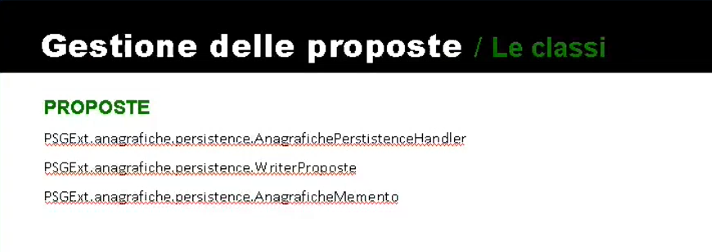 Gestione delle proposte / Le classi
PROPOSTE
PSGExt.anagrafiche.persistence.AnagrafichePerstistenceHandler
PSGExt.anagrafiche.persistence.WriterProposte
PSGExt.anagrafiche.persistence.AnagraficheMemento